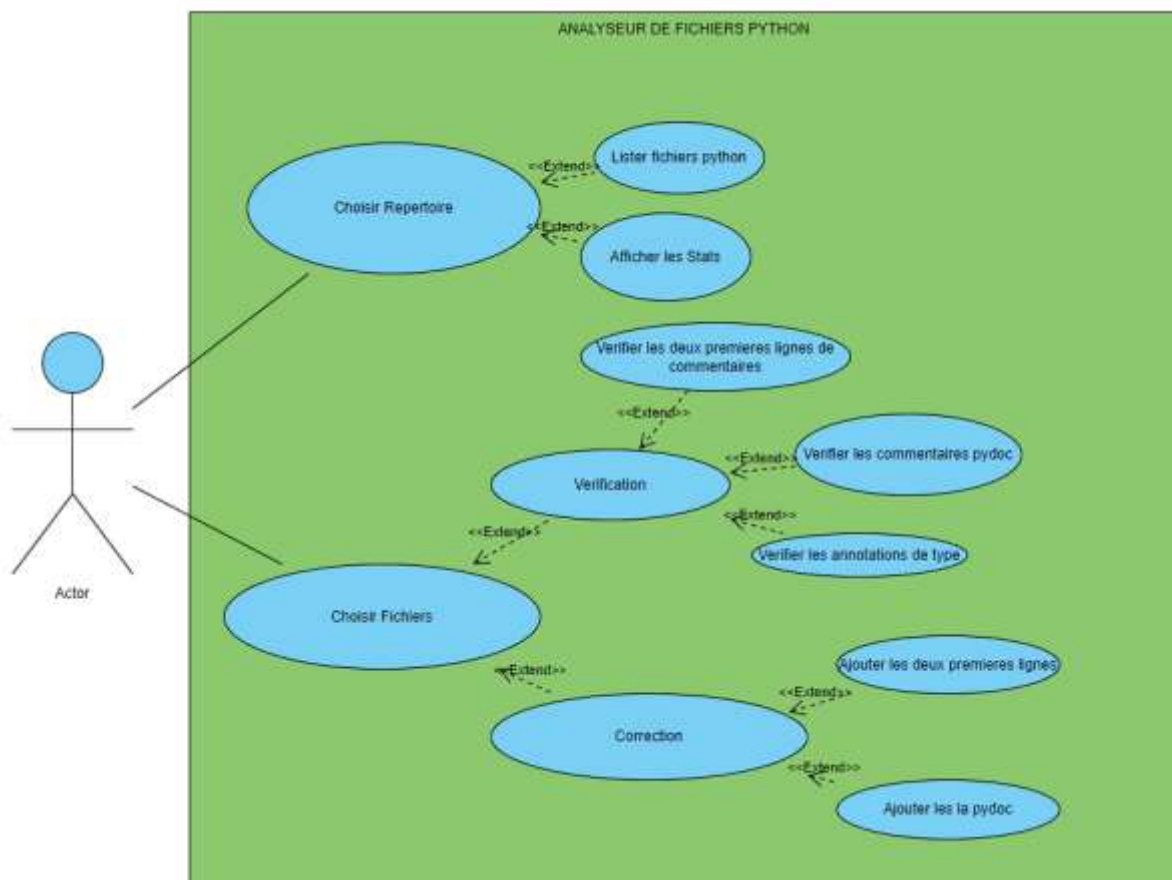 ANALYSEUR DE FICHIERS PYTHON
Lister fichiers python
<<Extend>>
Choisir Repertoire
<<Extend>>
Afficher les Stats
Verifier les deux premieres lignes de
commentaires
<<Extend>>
Verifier les commentaires pydoc
<<Extend>>
Verification
<<Extend>>
<<Extend>>
Verifier les annotations de type
Actor
Choisir Fichiers
Ajouter les deux premieres lignes
<<Extend>>
<<Extend>>
Correction
<<Extend>>
Ajouter les la pydoc